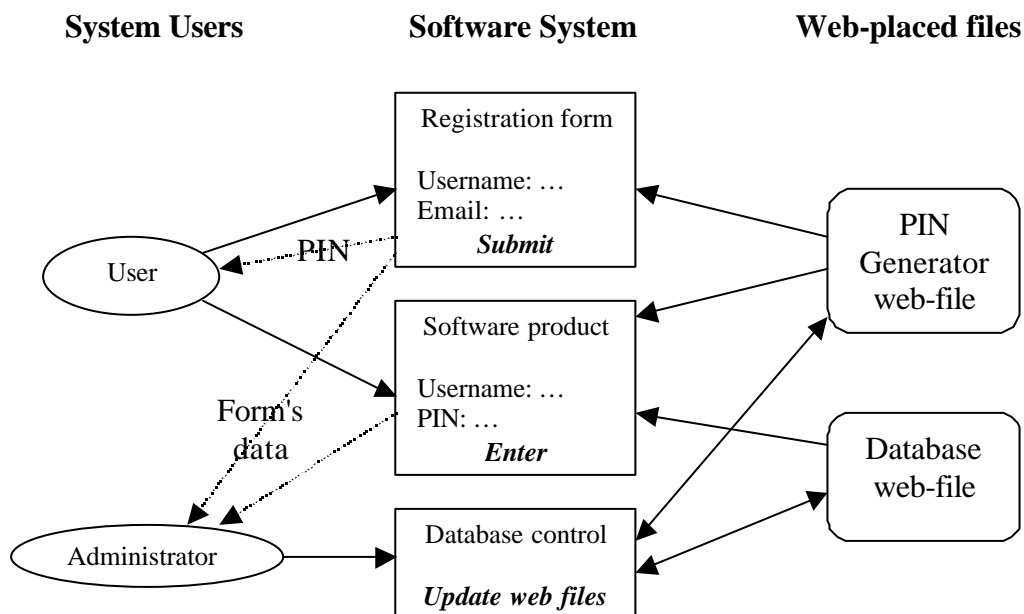 System Users
Software System
Web-placed files
Registration form
Username: …
Email: …
Submit
PIN
User
PIN
Generator
web-file
Software product
Username: …
PIN: …
Enter
Form's
data
Database
web-file
Administrator
Database control
Update web files